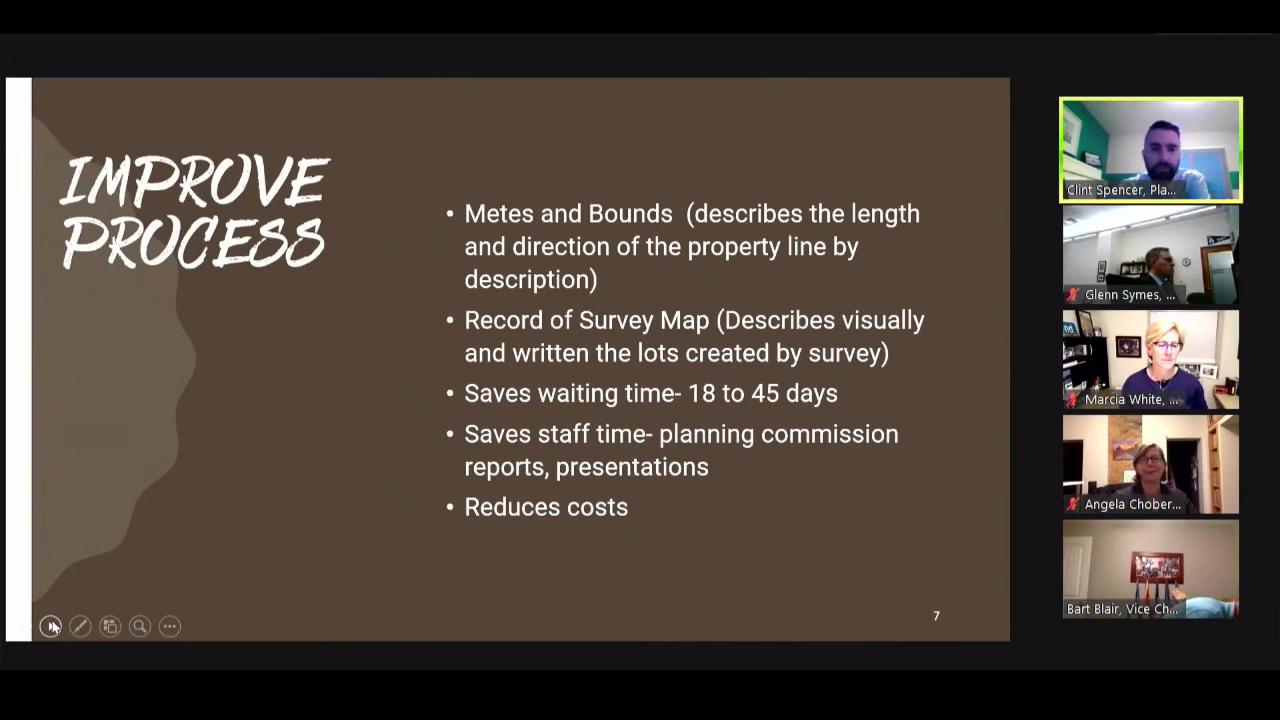 IMPROVE
PROCESS
• Metes and Bounds (describes the length
and direction of the property line by
description)
• Record of Survey Map (Describes visually
and written the lots created by survey)
• Saves waiting time- 18 to 45 days
• Saves staff time- planning commission
reports, presentations
• Reduces costs
7
Clint Spencer, Pla...
Glenn Symes, ...
Marcia White, ...
Angela Chober...
Bart Blair, Vice Ch...